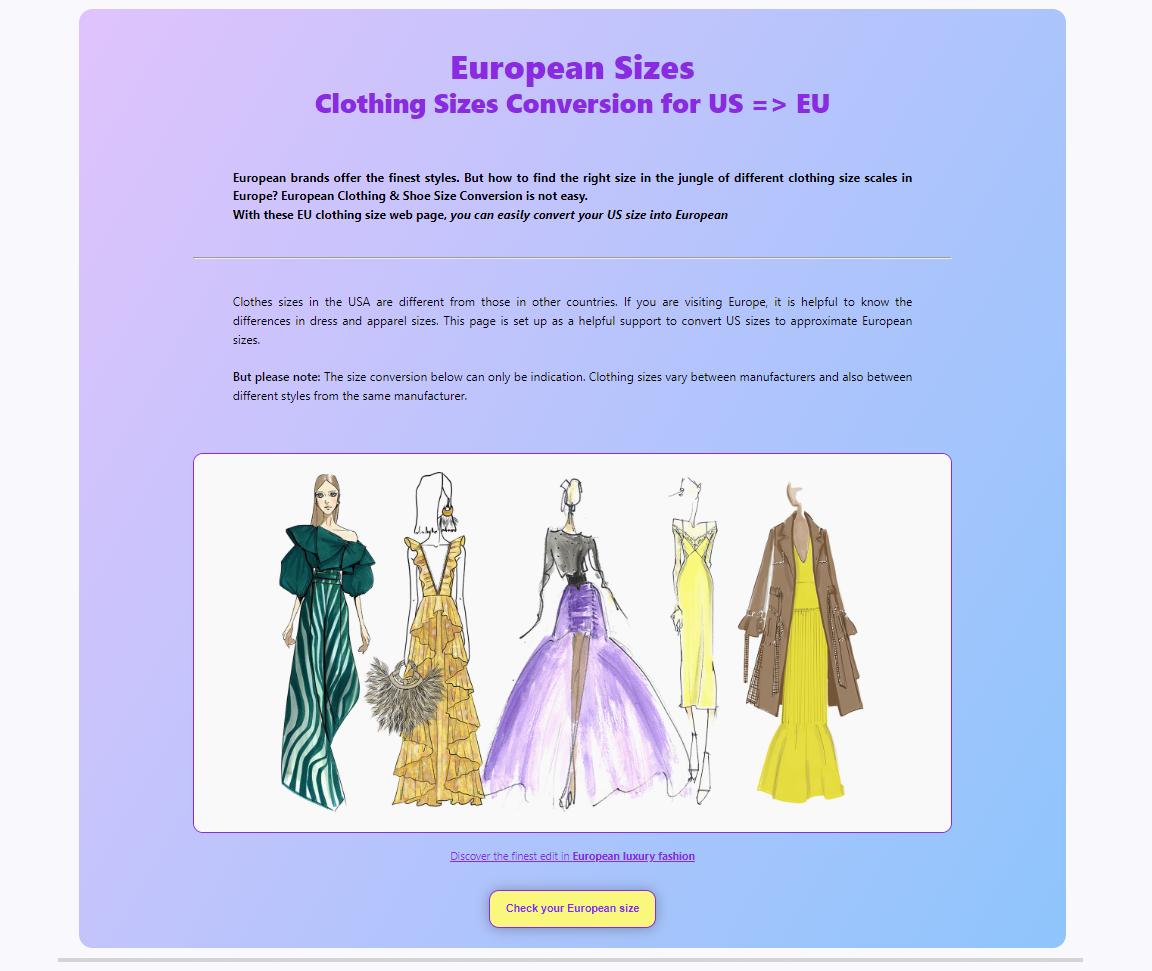 European Sizes
Clothing Sizes Conversion for US => EU
European brands offer the finest styles. But how to find the right size in the jungle of different clothing size scales in
Europe? European Clothing & Shoe Size Conversion is not easy.
With these EU clothing size web page, you can easily convert your US size into European
Clothes sizes in the USA are different from those in other countries. If you are visiting Europe, it is helpful to know the
differences in dress and apparel sizes. This page is set up as a helpful support to convert US sizes to approximate European
sizes.
But please note: The size conversion below can only be indication. Clothing sizes vary between manufacturers and also between
different styles from the same manufacturer.
Discover the finest edit in European luxury fashion
Check your European size